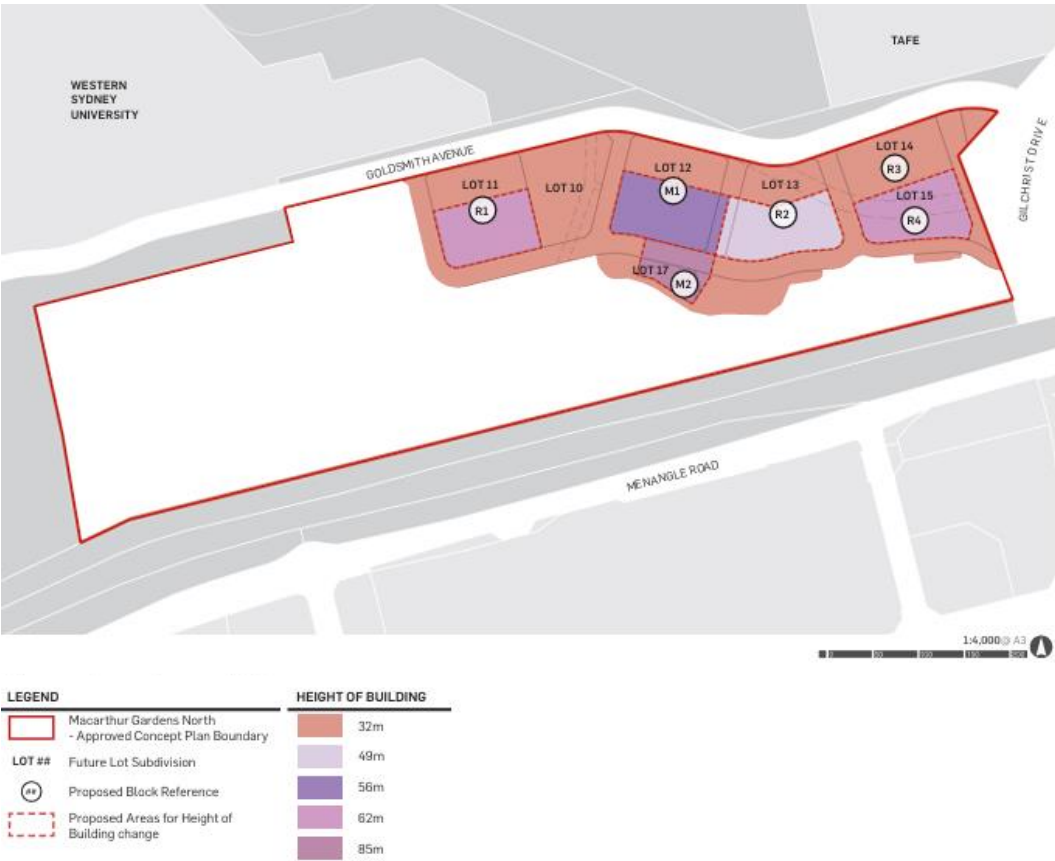 TAFE
WESTERN
SYDNEY
UNIVERSITY
GOLDSMITH AVENUE
GILCHRIST DRIVE
LOT 14
R3
LOT 12
M1
LOT 11
R1
LOT 10
LOT 13
R2
LOT 15
R4
LOT 17
M2
MENANGLE ROAD
1:4,000@ A3
LEGEND
Macarthur Gardens North
- Approved Concept Plan Boundary
LOT ## Future Lot Subdivision
## Proposed Block Reference
Proposed Areas for Height of
Building change
HEIGHT OF BUILDING
32m
49m
56m
62m
85m